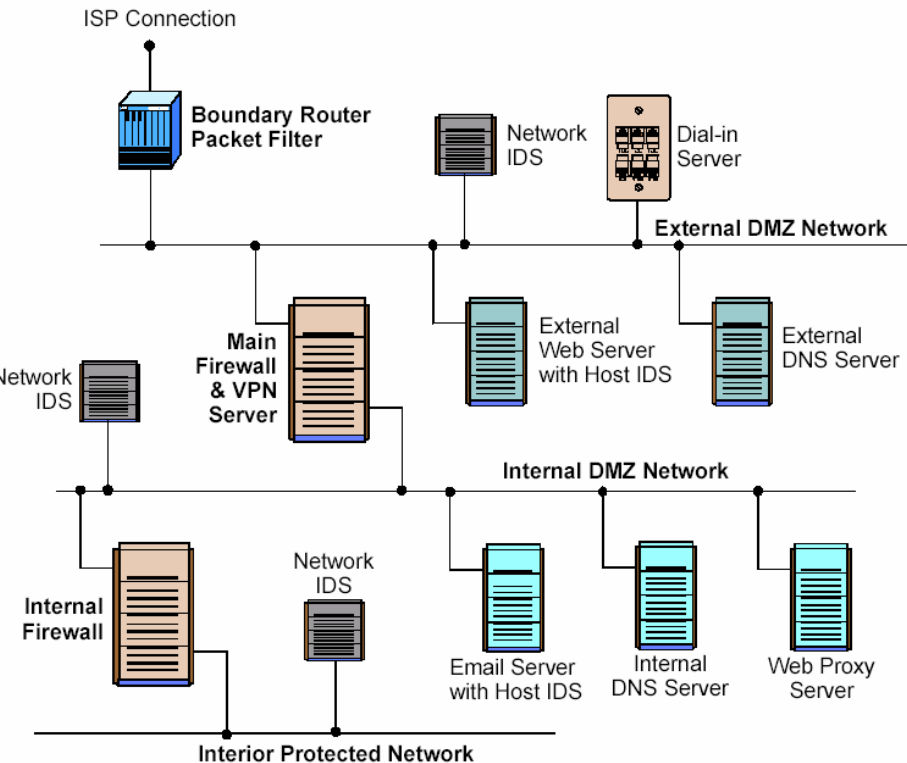 ISP Connection
Boundary Router
Packet Filter
Network
IDS
Dial-in
Server
External DMZ Network
Main
Firewall
& VPN
Server
External
Web Server
with Host IDS
External
DNS Server
Network
IDS
Internal DMZ Network
Internal
Firewall
Network
IDS
Email Server
with Host IDS
Internal
DNS Server
Web Proxy
Server
Interior Protected Network